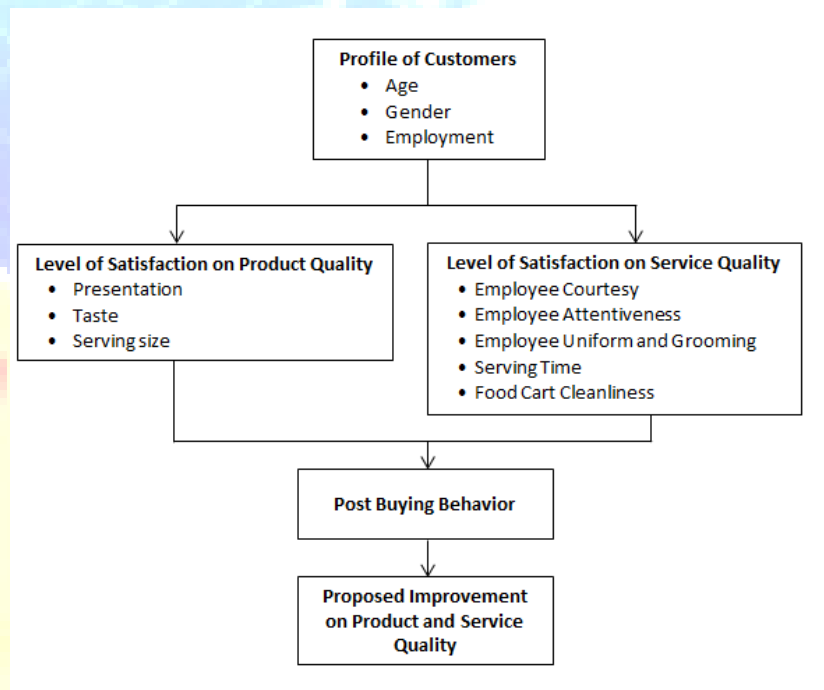 Profile of Customers
• Age
• Gender
• Employment
Level of Satisfaction on Product Quality
• Presentation
• Taste
• Serving size
Level of Satisfaction on Service Quality
• Employee Courtesy
• Employee Attentiveness
• Employee Uniform and Grooming
• Serving Time
• Food Cart Cleanliness
Post Buying Behavior
Proposed Improvement
on Product and Service
Quality